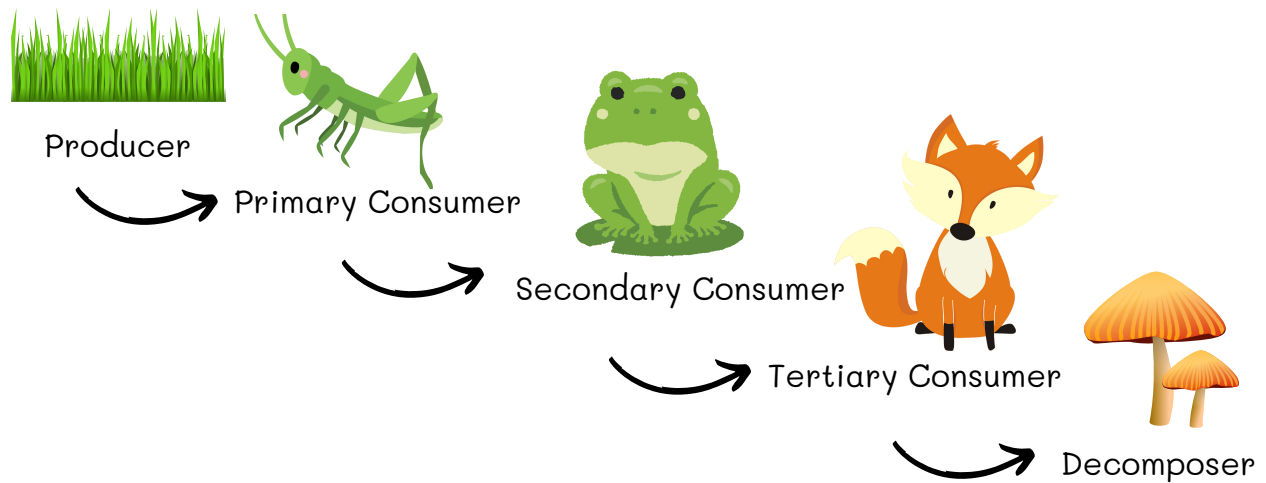 Producer
Primary Consumer
Secondary Consumer
Tertiary Consumer
Decomposer